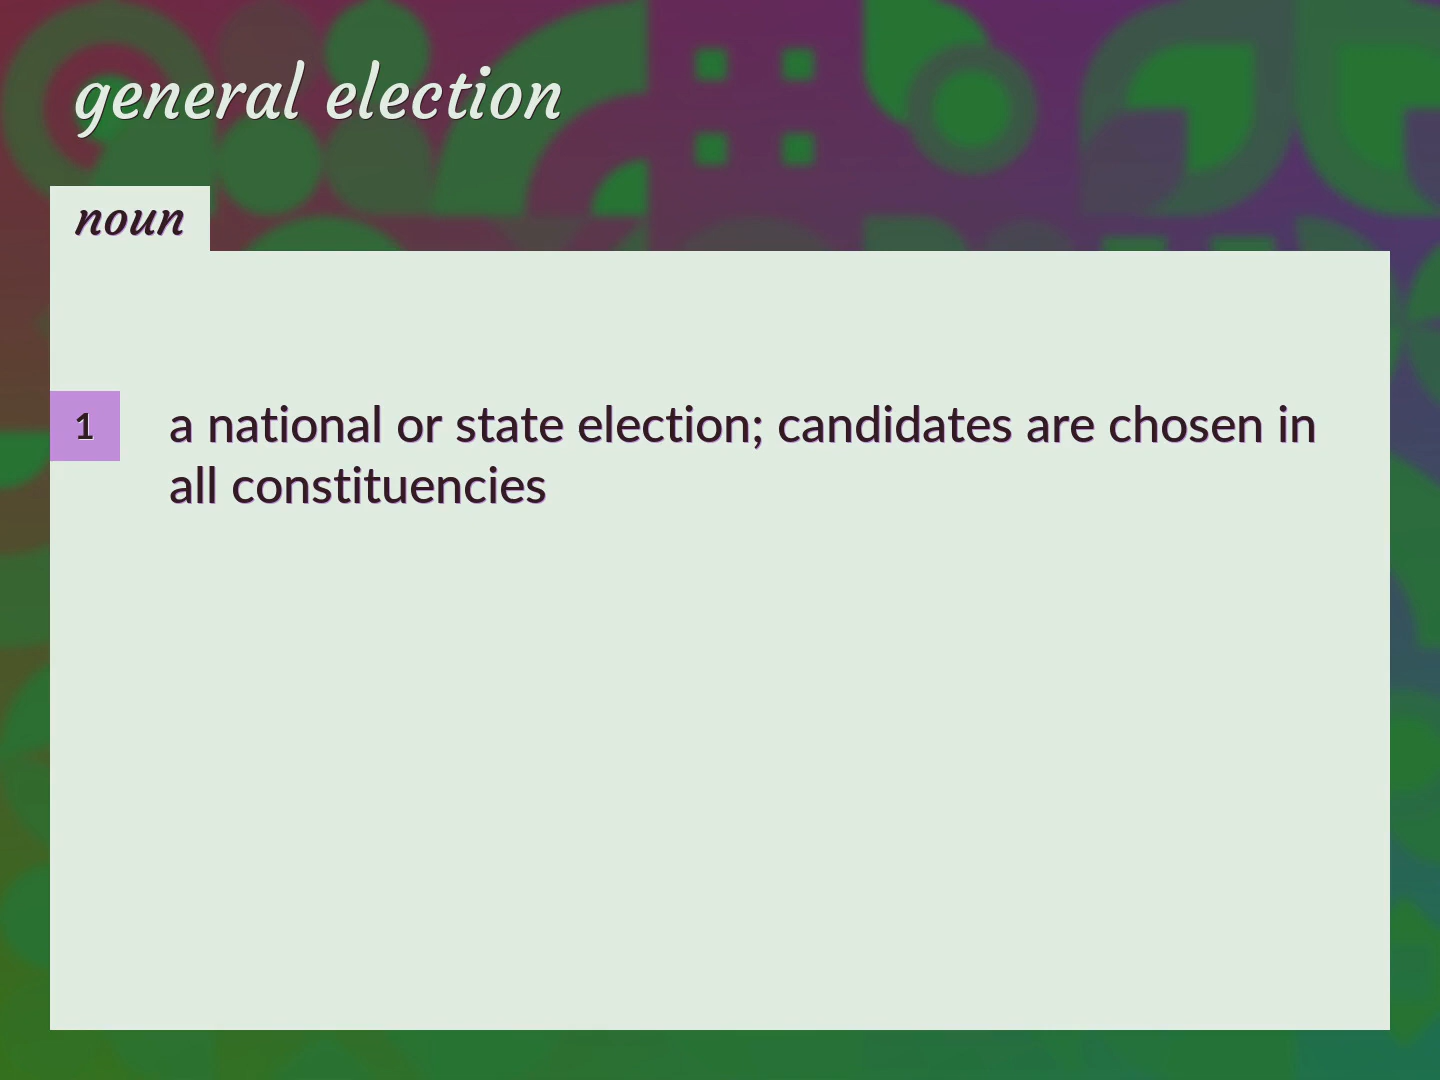 general election
noun
1 a national or state election; candidates are chosen in
all constituencies